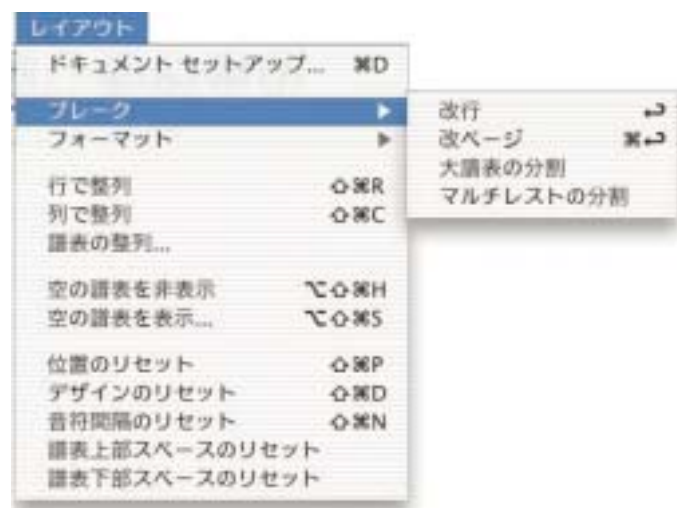 レイアウト
ドキュメント セットアップ... ⌘D
ブレーク ▶
フォーマット ▶
行で整列 ⇧⌘R
列で整列 ⇧⌘C
譜表の整列...
空の譜表を非表示 ⌥⇧⌘H
空の譜表を表示... ⌥⇧⌘S
位置のリセット ⇧⌘P
デザインのリセット ⇧⌘D
音符間隔のリセット ⇧⌘N
譜表上部スペースのリセット
譜表下部スペースのリセット
改行 ↩
改ページ ⌘↩
大譜表の分割
マルチレストの分割